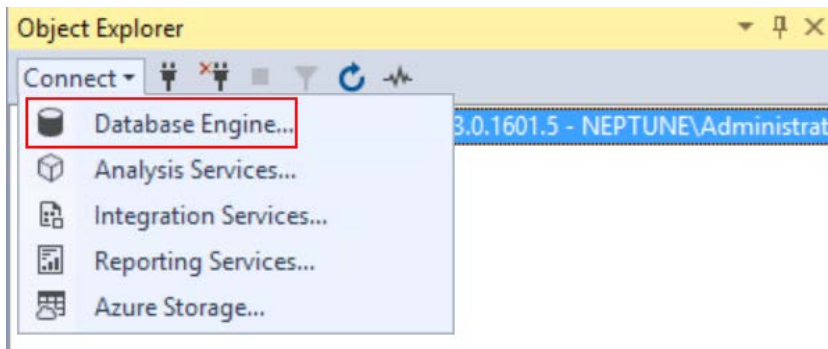 Object Explorer
Connect
Database Engine...
3.0.1601.5 - NEPTUNE\Administrat
Analysis Services...
Integration Services...
Reporting Services...
Azure Storage...